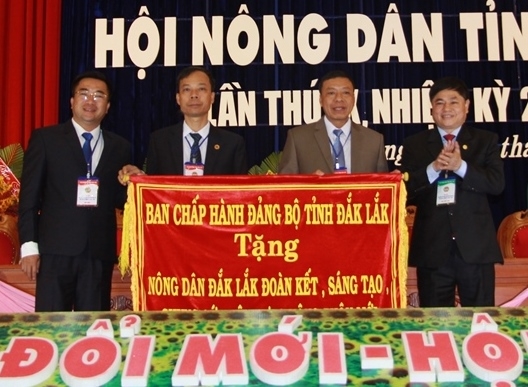 HỘI NÔNG DÂN TỈN
LẦN THỨ X, NHIỆM KỲ 2
BAN CHẤP HÀNH ĐẢNG BỘ TỈNH ĐẮK LẮK
Tặng
NÔNG DÂN ĐẮK LẮK ĐOÀN KẾT , SÁNG TẠO ,
ĐỔI MỚI - HỘ